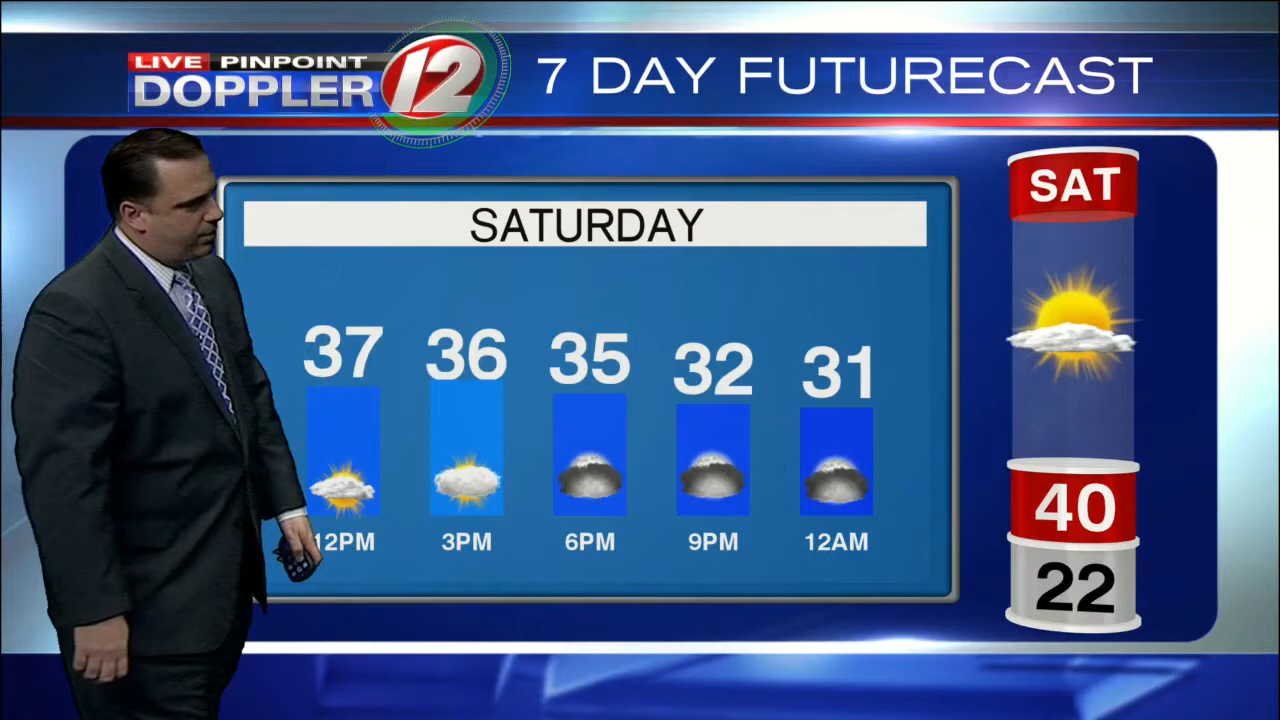 LIVE PINPOINT
DOPPLER 12
7 DAY FUTURECAST
SATURDAY
37 36 35 32 31
12PM 3PM 6PM 9PM 12AM
SAT
40
22